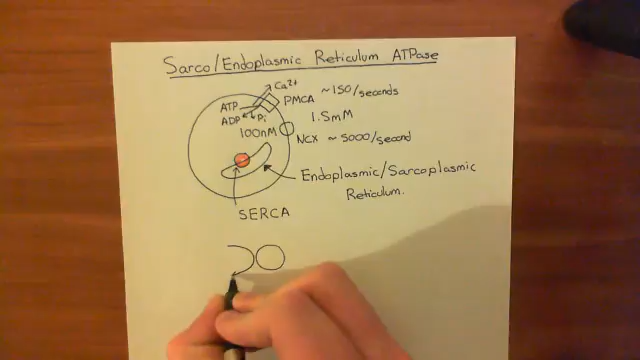 Sarco/Endoplasmic Reticulum ATPase
Ca²⁺
ATP
PMCA ~150/seconds
ADP Pi
1.5mM
100nM
NCX ~5000/second
Endoplasmic/Sarcoplasmic
Reticulum.
SERCA